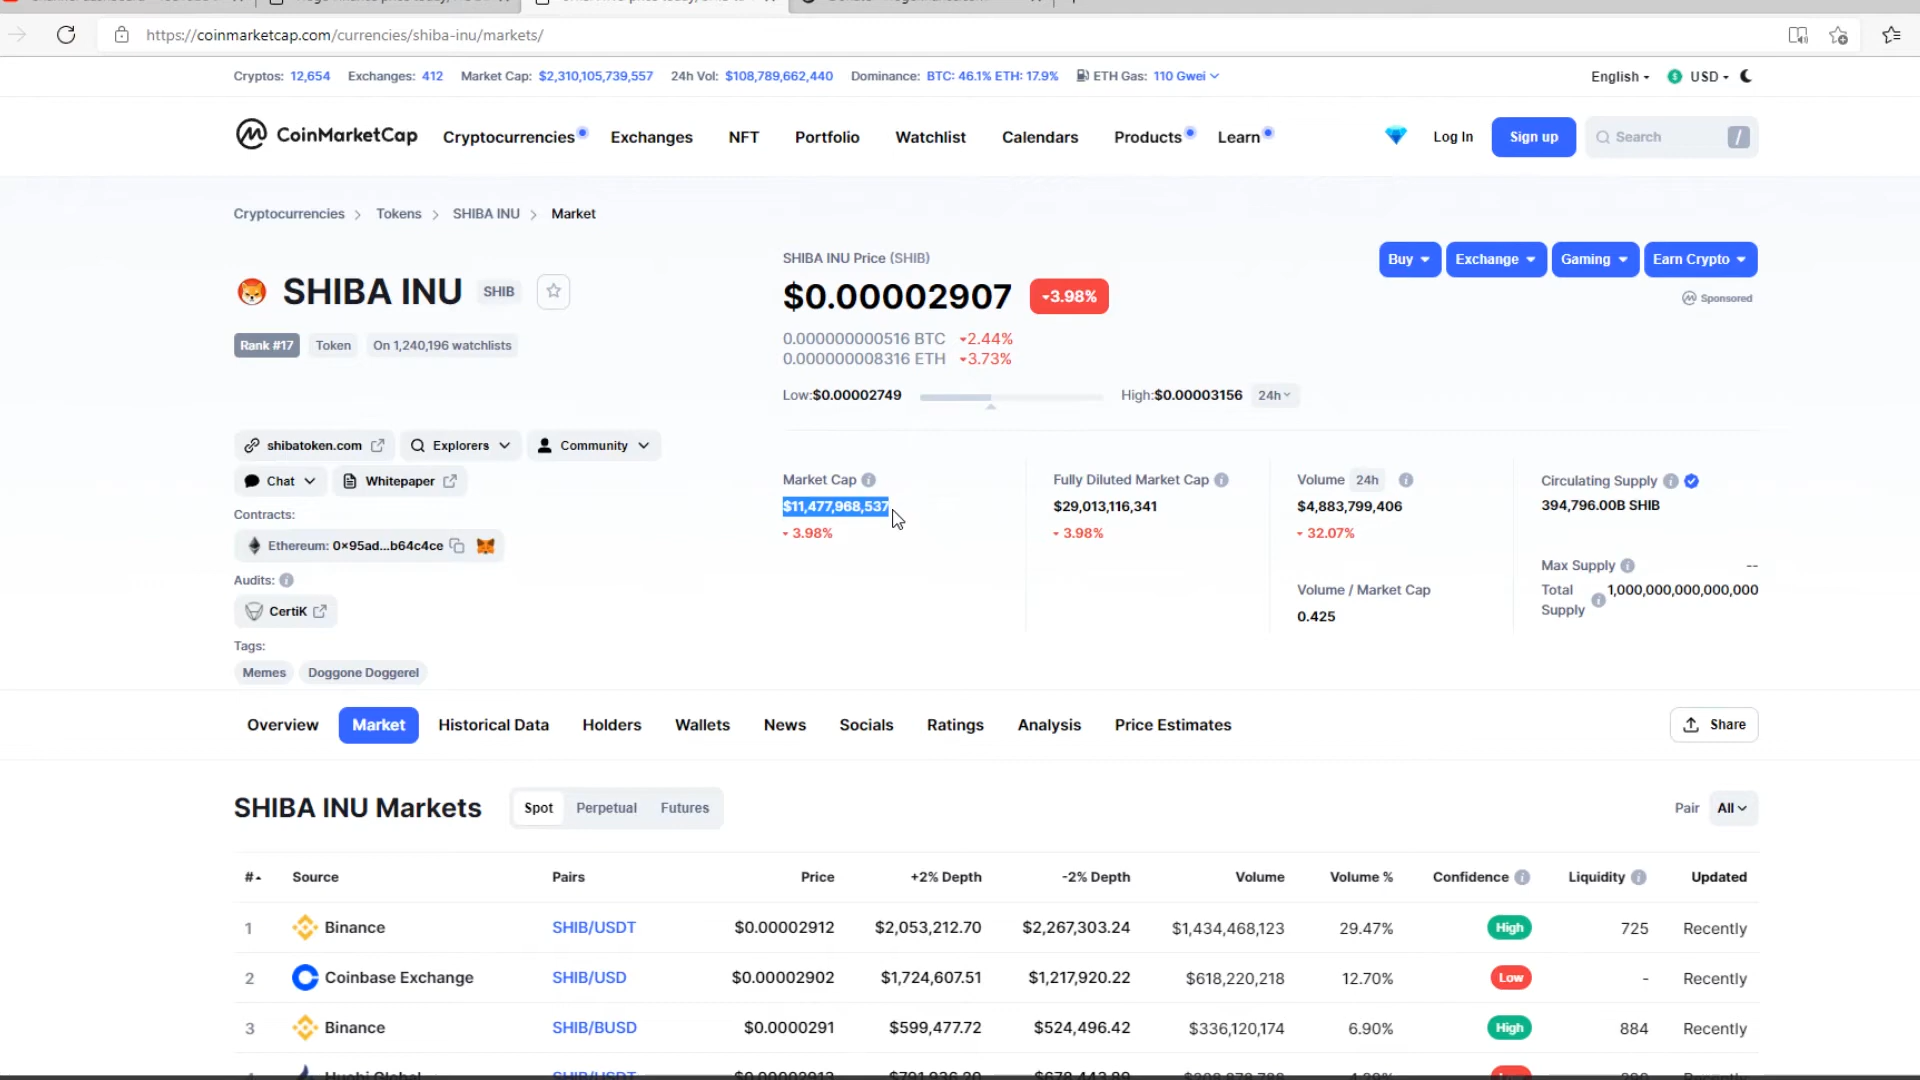 https://coinmarketcap.com/currencies/shiba-inu/markets/
Cryptos: 12,654 Exchanges: 412 Market Cap: $2,310,105,739,557 24h Vol: $108,789,662,440 Dominance: BTC: 46.1% ETH: 17.9% ETH Gas: 110 Gwei English USD
CoinMarketCap Cryptocurrencies Exchanges NFT Portfolio Watchlist Calendars Products Learn Log In Sign up Search /
Cryptocurrencies > Tokens > SHIBA INU > Market
SHIBA INU Price (SHIB)
Buy Exchange Gaming Earn Crypto
SHIBA INU SHIB
$0.00002907 3.98%
Sponsored
Rank #17 Token On 1,240,196 watchlists
0.000000000516 BTC 2.44%
0.000000008316 ETH 3.73%
Low:$0.00002749 High:$0.00003156 24h
shibatoken.com Explorers Community
Chat Whitepaper
Market Cap Fully Diluted Market Cap Volume 24h Circulating Supply
$11,477,968,537 $29,013,116,341 $4,883,799,406 394,796.00B SHIB
3.98% 3.98% 32.07%
Contracts:
Ethereum: 0×95ad...b64c4ce
Max Supply --
Audits:
Volume / Market Cap
Total Supply 1,000,000,000,000,000
CertiK
0.425
Tags:
Memes Doggone Doggerel
Overview Market Historical Data Holders Wallets News Socials Ratings Analysis Price Estimates Share
SHIBA INU Markets Spot Perpetual Futures Pair All
# Source Pairs Price +2% Depth -2% Depth Volume Volume % Confidence Liquidity Updated
1 Binance SHIB/USDT $0.00002912 $2,053,212.70 $2,267,303.24 $1,434,468,123 29.47% High 725 Recently
2 Coinbase Exchange SHIB/USD $0.00002902 $1,724,607.51 $1,217,920.22 $618,220,218 12.70% Low - Recently
3 Binance SHIB/BUSD $0.0000291 $599,477.72 $524,496.42 $336,120,174 6.90% High 884 Recently